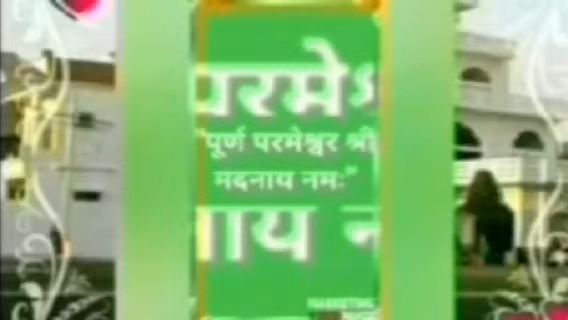 परमे
"पूर्ण परमेश्वर श्री
मदनाय नमः"
ाय न